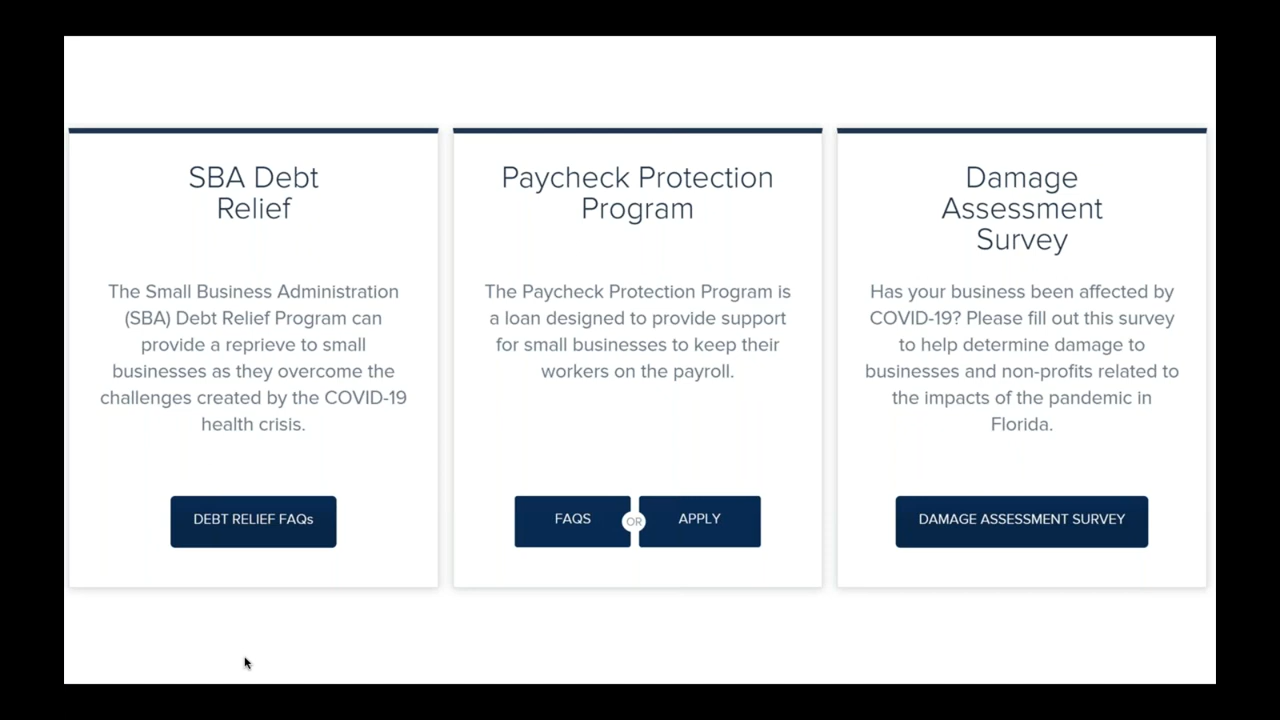 SBA Debt
Relief
The Small Business Administration
(SBA) Debt Relief Program can
provide a reprieve to small
businesses as they overcome the
challenges created by the COVID-19
health crisis.
DEBT RELIEF FAQs
Paycheck Protection
Program
The Paycheck Protection Program is
a loan designed to provide support
for small businesses to keep their
workers on the payroll.
FAQS OR APPLY
Damage
Assessment
Survey
Has your business been affected by
COVID-19? Please fill out this survey
to help determine damage to
businesses and non-profits related to
the impacts of the pandemic in
Florida.
DAMAGE ASSESSMENT SURVEY